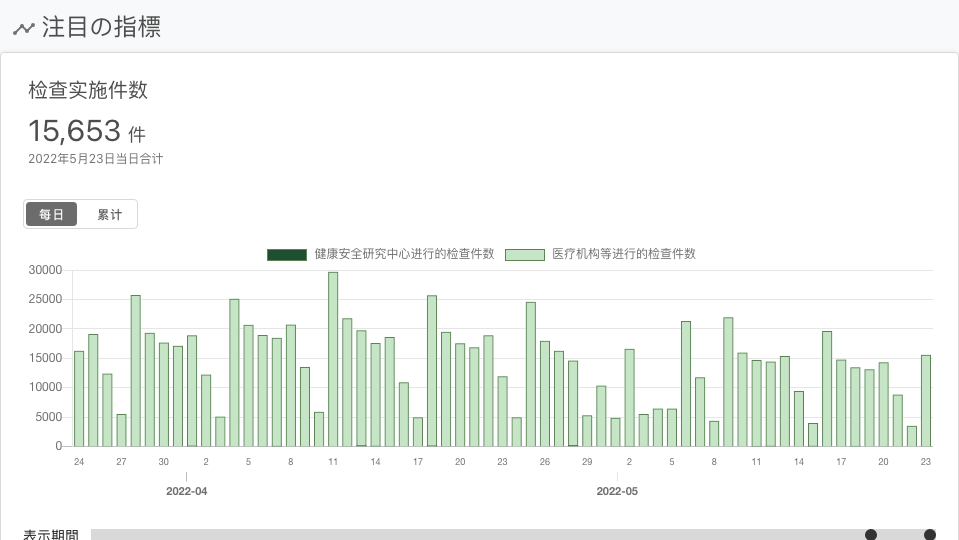 注目の指標
检查实施件数
15,653 件
2022年5月23日当日合计
每日 累计
健康安全研究中心进行的检查件数 医疗机构等进行的检查件数
30000
25000
20000
15000
10000
5000
0
24 27 30 2 5 8 11 14 17 20 23 26 29 2 5 8 11 14 17 20 23
2022-04 2022-05
表示期間